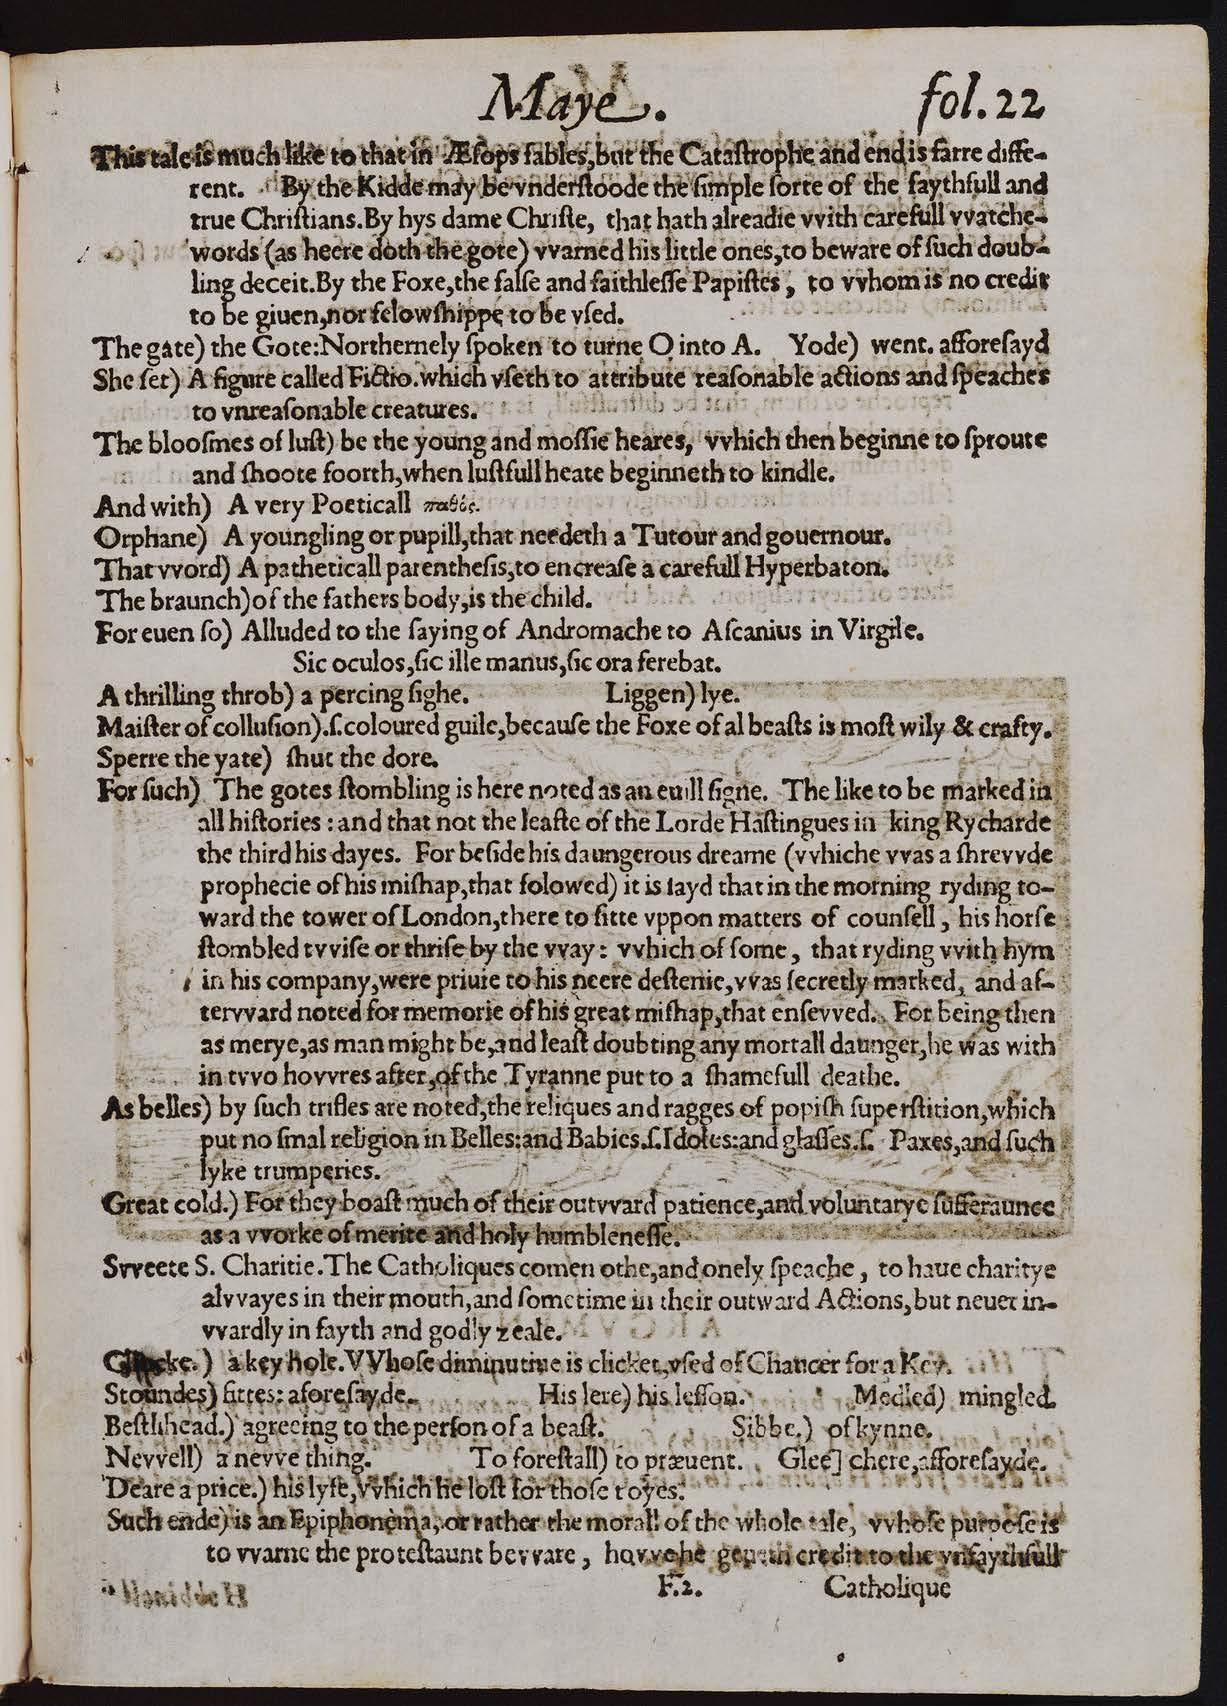 Maye. fol. 22
This tale is much like to that in Æſops fables, but the Cataſtrophe and end is farre diffe-
rent. By the Kidde may be vnderſtoode the ſimple ſorte of the faythfull and
true Chriſtians. By hys dame Chriſte, that hath alreadie vvith carefull vvatche-
words (as heere doth the gote) vvarned his little ones, to beware of ſuch doub-
ling deceit. By the Foxe, the falſe and faithleſſe Papiſtes, to vvhom is no credit
to be giuen, nor felowſhippe to be vſed.
The gate) the Gote: Northernely ſpoken to turne O into A. Yode) went. afforeſayd
She ſet) A figure called Fictio. which vſeth to attribute reaſonable actions and ſpeaches
to vnreaſonable creatures.
The blooſmes of luſt) be the young and moſſie heares, vvhich then beginne to ſproute
and ſhoote foorth, when luſtfull heate beginneth to kindle.
And with) A very Poeticall παθός.
Orphane) A youngling or pupill, that needeth a Tutour and gouernour.
That vvord) A patheticall parentheſis, to encreaſe a carefull Hyperbaton.
The braunch) of the fathers body, is the child.
For euen ſo) Alluded to the ſaying of Andromache to Aſcanius in Virgile.
Sic oculos, ſic ille manus, ſic ora ferebat.
A thrilling throb) a percing ſighe. Liggen) lye.
Maiſter of colluſion).ſ. coloured guile, becauſe the Foxe of al beaſts is moſt wily & crafty.
Sperre the yate) ſhut the dore.
For ſuch) The gotes ſtombling is here noted as an euill ſigne. The like to be marked in
all hiſtories: and that not the leaſte of the Lorde Haſtingues in king Rycharde
the third his dayes. For beſide his daungerous dreame (vvhiche vvas a ſhrevvde
prophecie of his miſhap, that folowed) it is ſayd that in the morning ryding to-
ward the tower of London, there to ſitte vppon matters of counſell, his horſe
ſtombled tvviſe or thriſe by the vvay: vvhich of ſome, that ryding vvith hym
in his company, were priuie to his neere deſtenie, vvas ſecretly marked, and af-
tervvard noted for memorie of his great miſhap, that enſevved. For being then
as merye, as man might be, and leaſt doubting any mortall daunger, he was with
in tvvo hovvres after, of the Tyranne put to a ſhamefull deathe.
As belles) by ſuch trifles are noted, the reliques and ragges of popiſh ſuperſtition, which
put no ſmal religion in Belles: and Babies.ſ. Idoles: and glaſſes.ſ. Paxes, and ſuch
lyke trumperies.
Great cold.) For they boaſt much of their outvvard patience, and voluntarye ſufferaunce
as a vvorke of merite and holy humbleneſſe.
Svveete S. Charitie. The Catholiques comen othe, and onely ſpeache, to haue charitye
alvvayes in their mouth, and ſometime in their outward Actions, but neuer in-
vvardly in fayth and godly zeale.
a key hole. VVhoſe diminutiue is clicket, vſed of Chaucer for a Key.
Stoundes) fittes: aforeſayde. His lere) his leſſon. Medled) mingled.
Beſtlihead.) agreeing to the perſon of a beaſt. Sibbe.) of kynne.
Nevvell) a nevve thing. To foreſtall) to præuent. Glee] chere, afforeſayde.
Deare a price.) his lyfe, vvhich he loſt for thoſe toyes.
Such ende) is an Epiphonèma, or rather the morall of the whole tale, vvhoſe purpoſe is
to vvarne the proteſtaunt bevvare, hovv he geueth credit to the vnfaythfull
F.2. Catholique